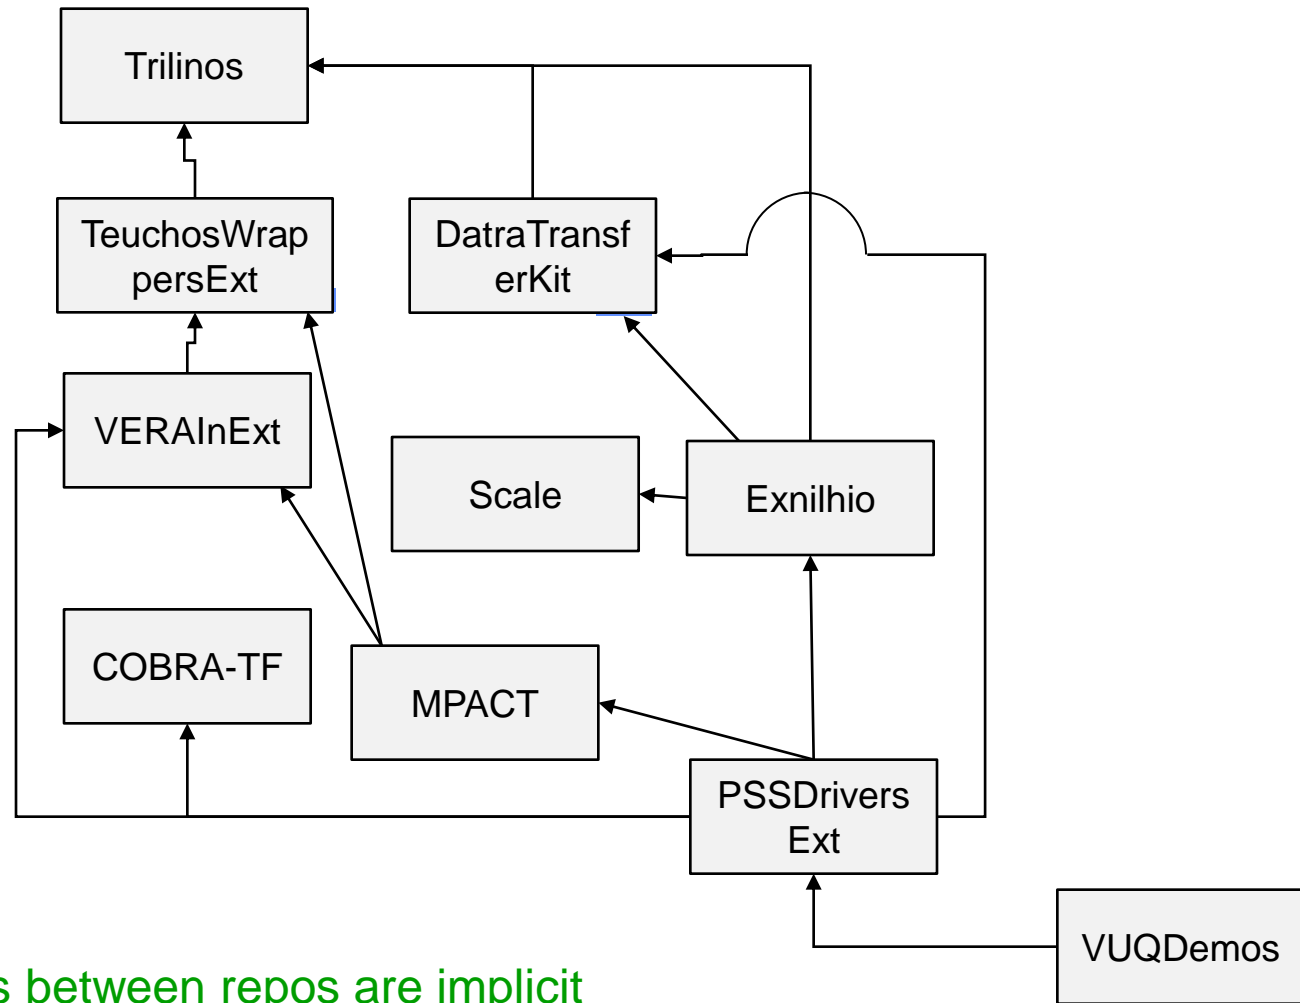 Trilinos
TeuchosWrap
persExt
DatraTransf
erKit
VERAInExt
Scale
Exnilhio
COBRA-TF
MPACT
PSSDrivers
Ext
VUQDemos
between repos are implicit